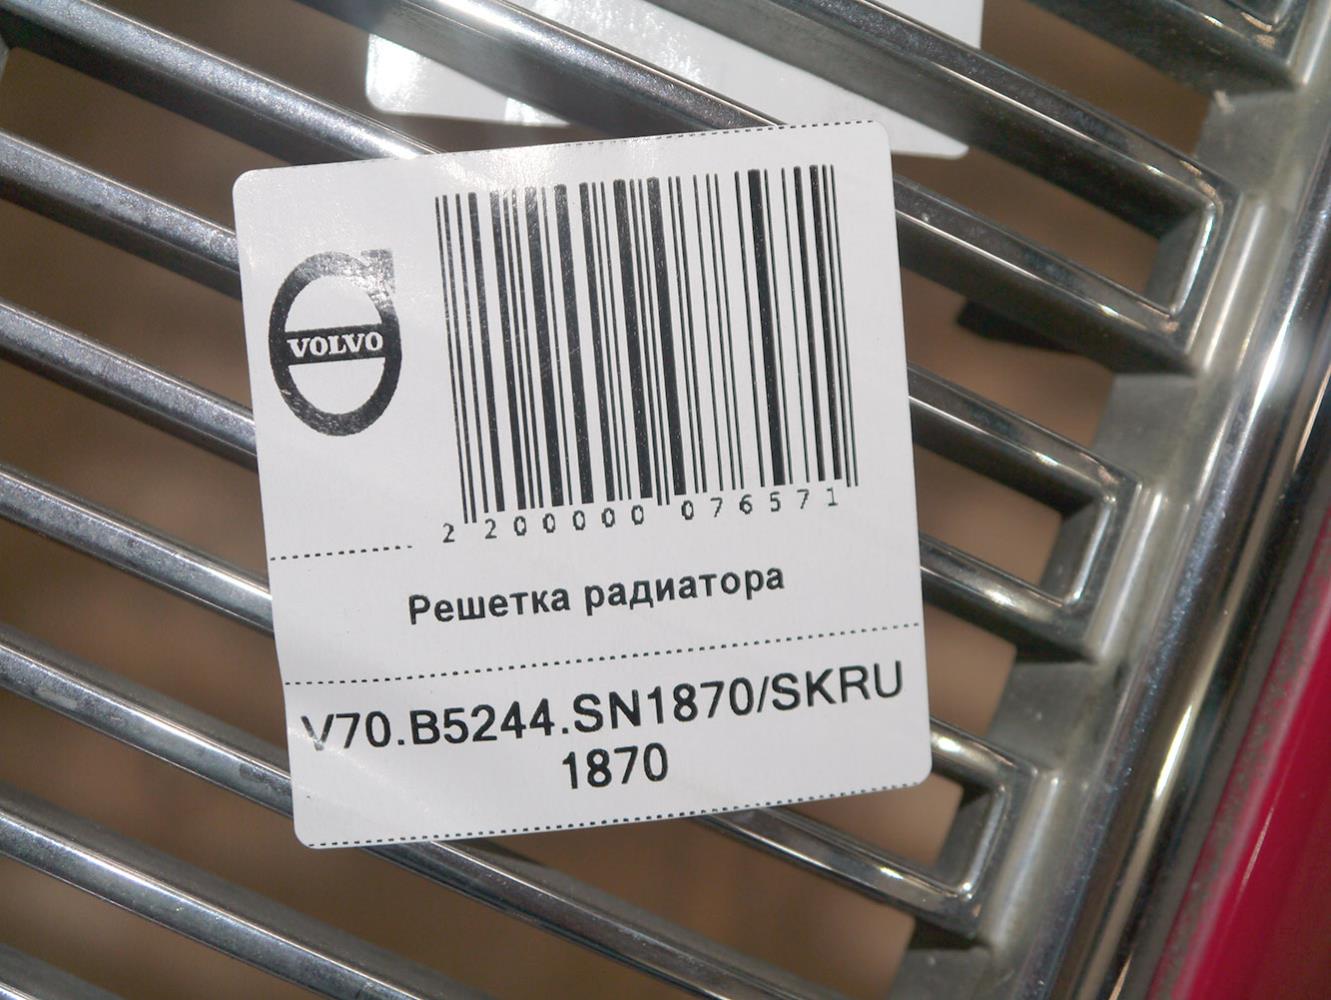 VOLVO
2 200000 076571
Решетка радиатора
V70.B5244.SN1870/SKRU
1870